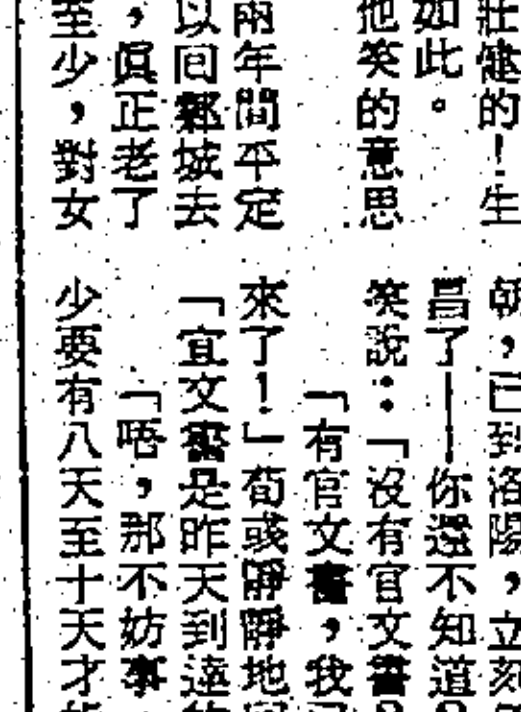 壯健的！生
如此。
他笑的意思
兩年間平定
以回鄴城去
，眞正老了
至少，對女
朝，已到洛陽，立刻
昌了——你還不知道
笑說：「沒有官文書
「有官文書，我
來了！」荀彧靜靜地
「官文書是昨天到達的
「唔，那不妨事
少要有八天至十天才